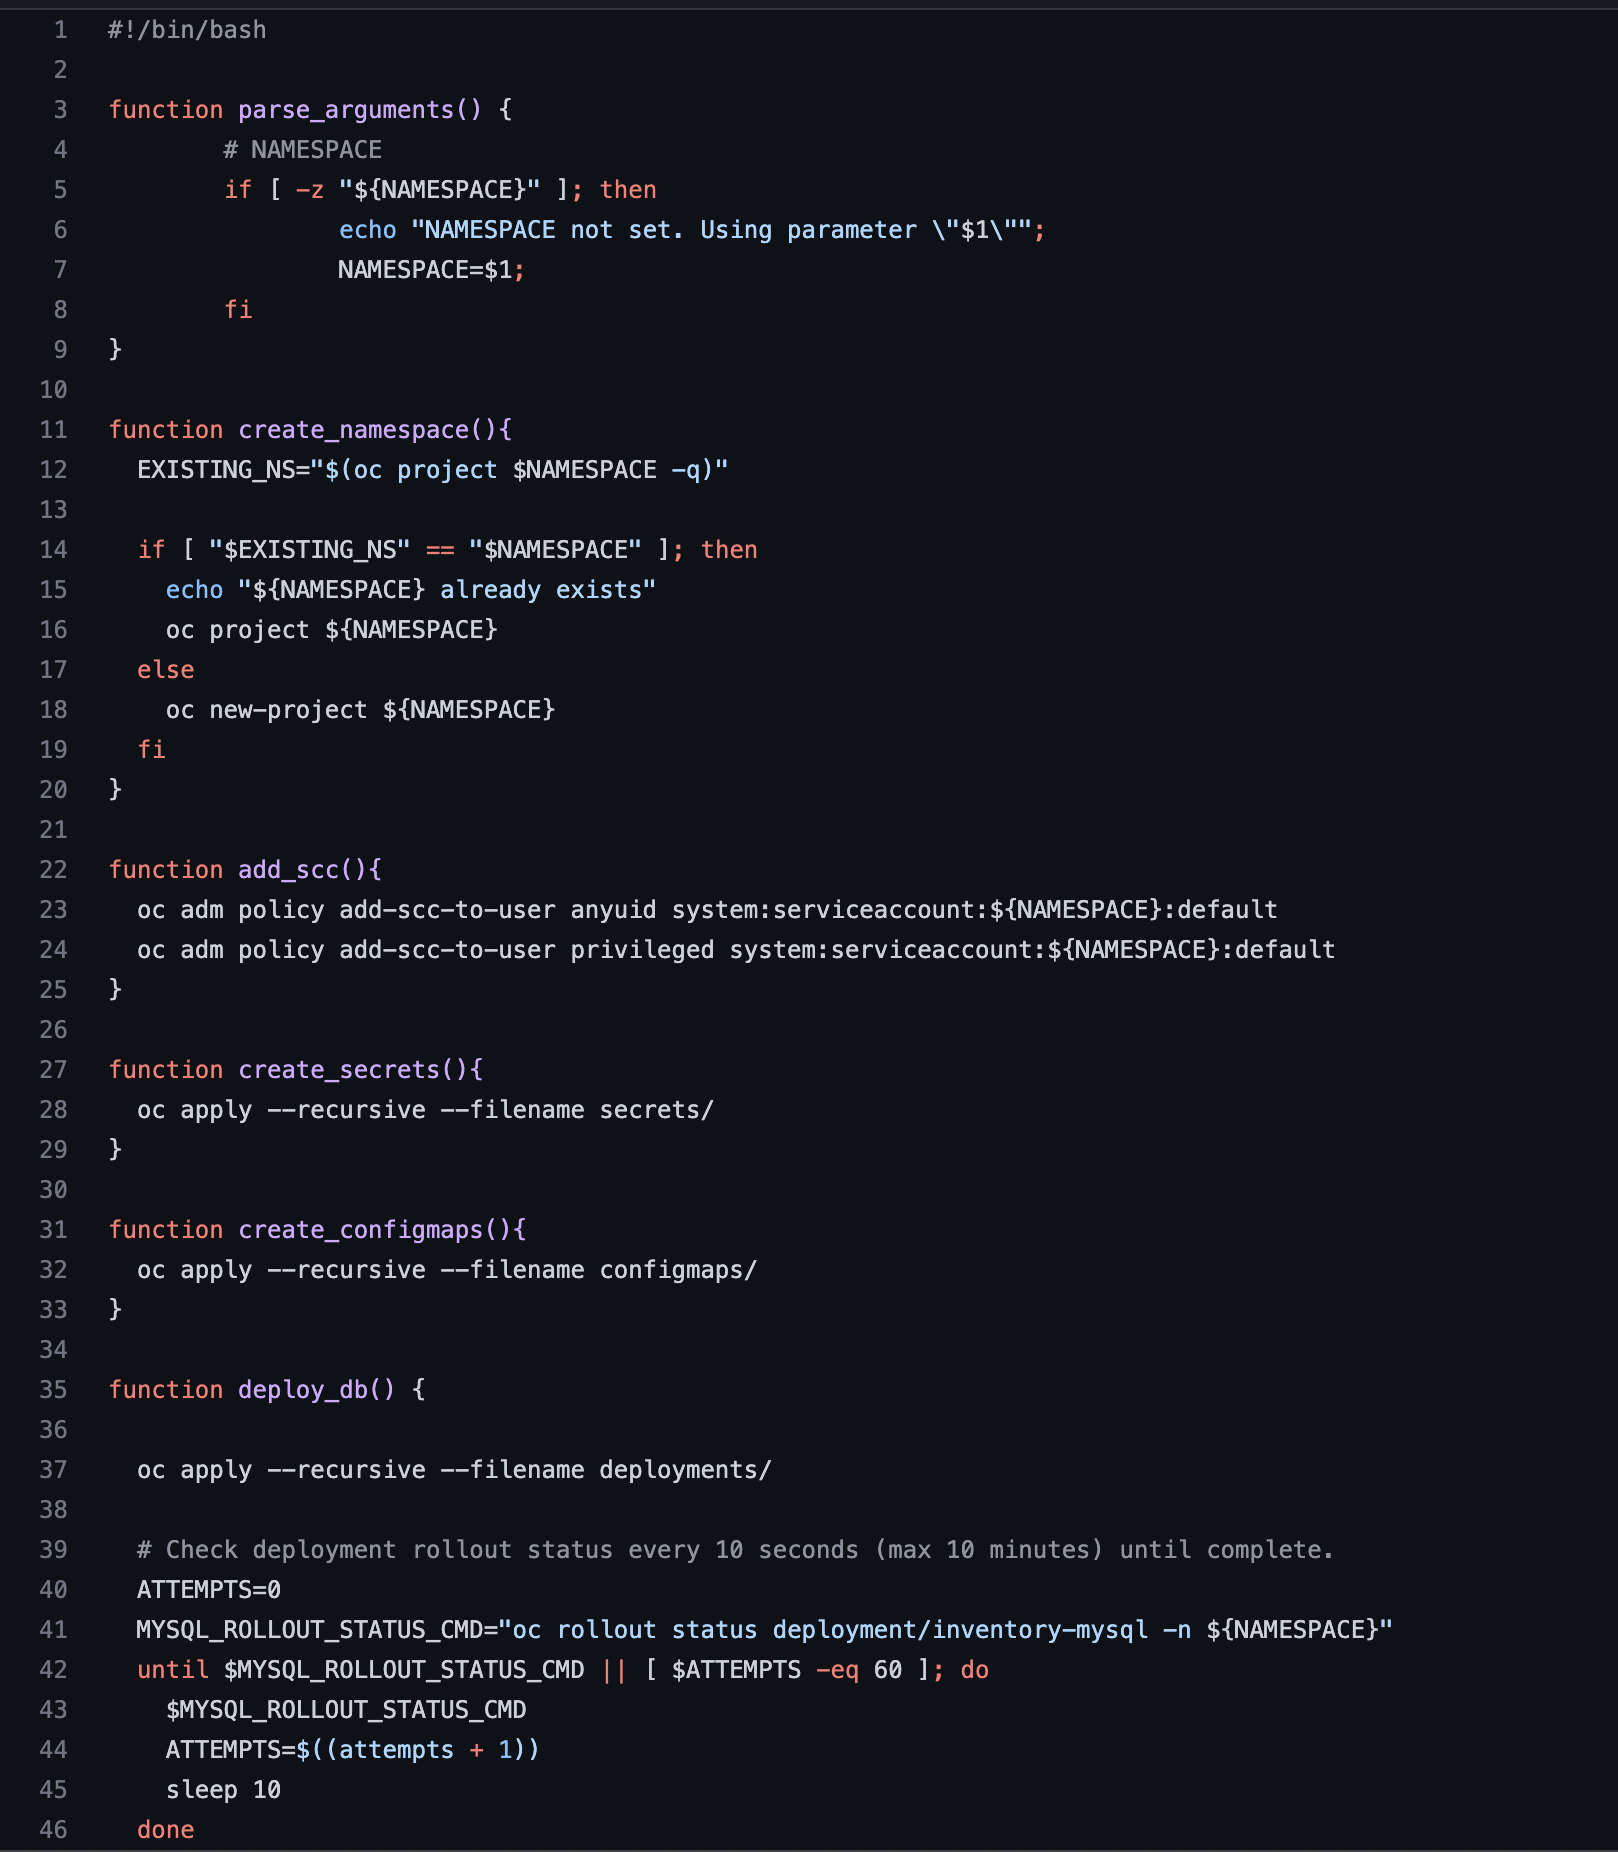 1 #!/bin/bash
2
3 function parse_arguments() {
4         # NAMESPACE
5         if [ -z "${NAMESPACE}" ]; then
6                 echo "NAMESPACE not set. Using parameter \"$1\"";
7                 NAMESPACE=$1;
8         fi
9 }
10
11 function create_namespace(){
12   EXISTING_NS="$(oc project $NAMESPACE -q)"
13
14   if [ "$EXISTING_NS" == "$NAMESPACE" ]; then
15     echo "${NAMESPACE} already exists"
16     oc project ${NAMESPACE}
17   else
18     oc new-project ${NAMESPACE}
19   fi
20 }
21
22 function add_scc(){
23   oc adm policy add-scc-to-user anyuid system:serviceaccount:${NAMESPACE}:default
24   oc adm policy add-scc-to-user privileged system:serviceaccount:${NAMESPACE}:default
25 }
26
27 function create_secrets(){
28   oc apply --recursive --filename secrets/
29 }
30
31 function create_configmaps(){
32   oc apply --recursive --filename configmaps/
33 }
34
35 function deploy_db() {
36
37   oc apply --recursive --filename deployments/
38
39   # Check deployment rollout status every 10 seconds (max 10 minutes) until complete.
40   ATTEMPTS=0
41   MYSQL_ROLLOUT_STATUS_CMD="oc rollout status deployment/inventory-mysql -n ${NAMESPACE}"
42   until $MYSQL_ROLLOUT_STATUS_CMD || [ $ATTEMPTS -eq 60 ]; do
43     $MYSQL_ROLLOUT_STATUS_CMD
44     ATTEMPTS=$((attempts + 1))
45     sleep 10
46   done